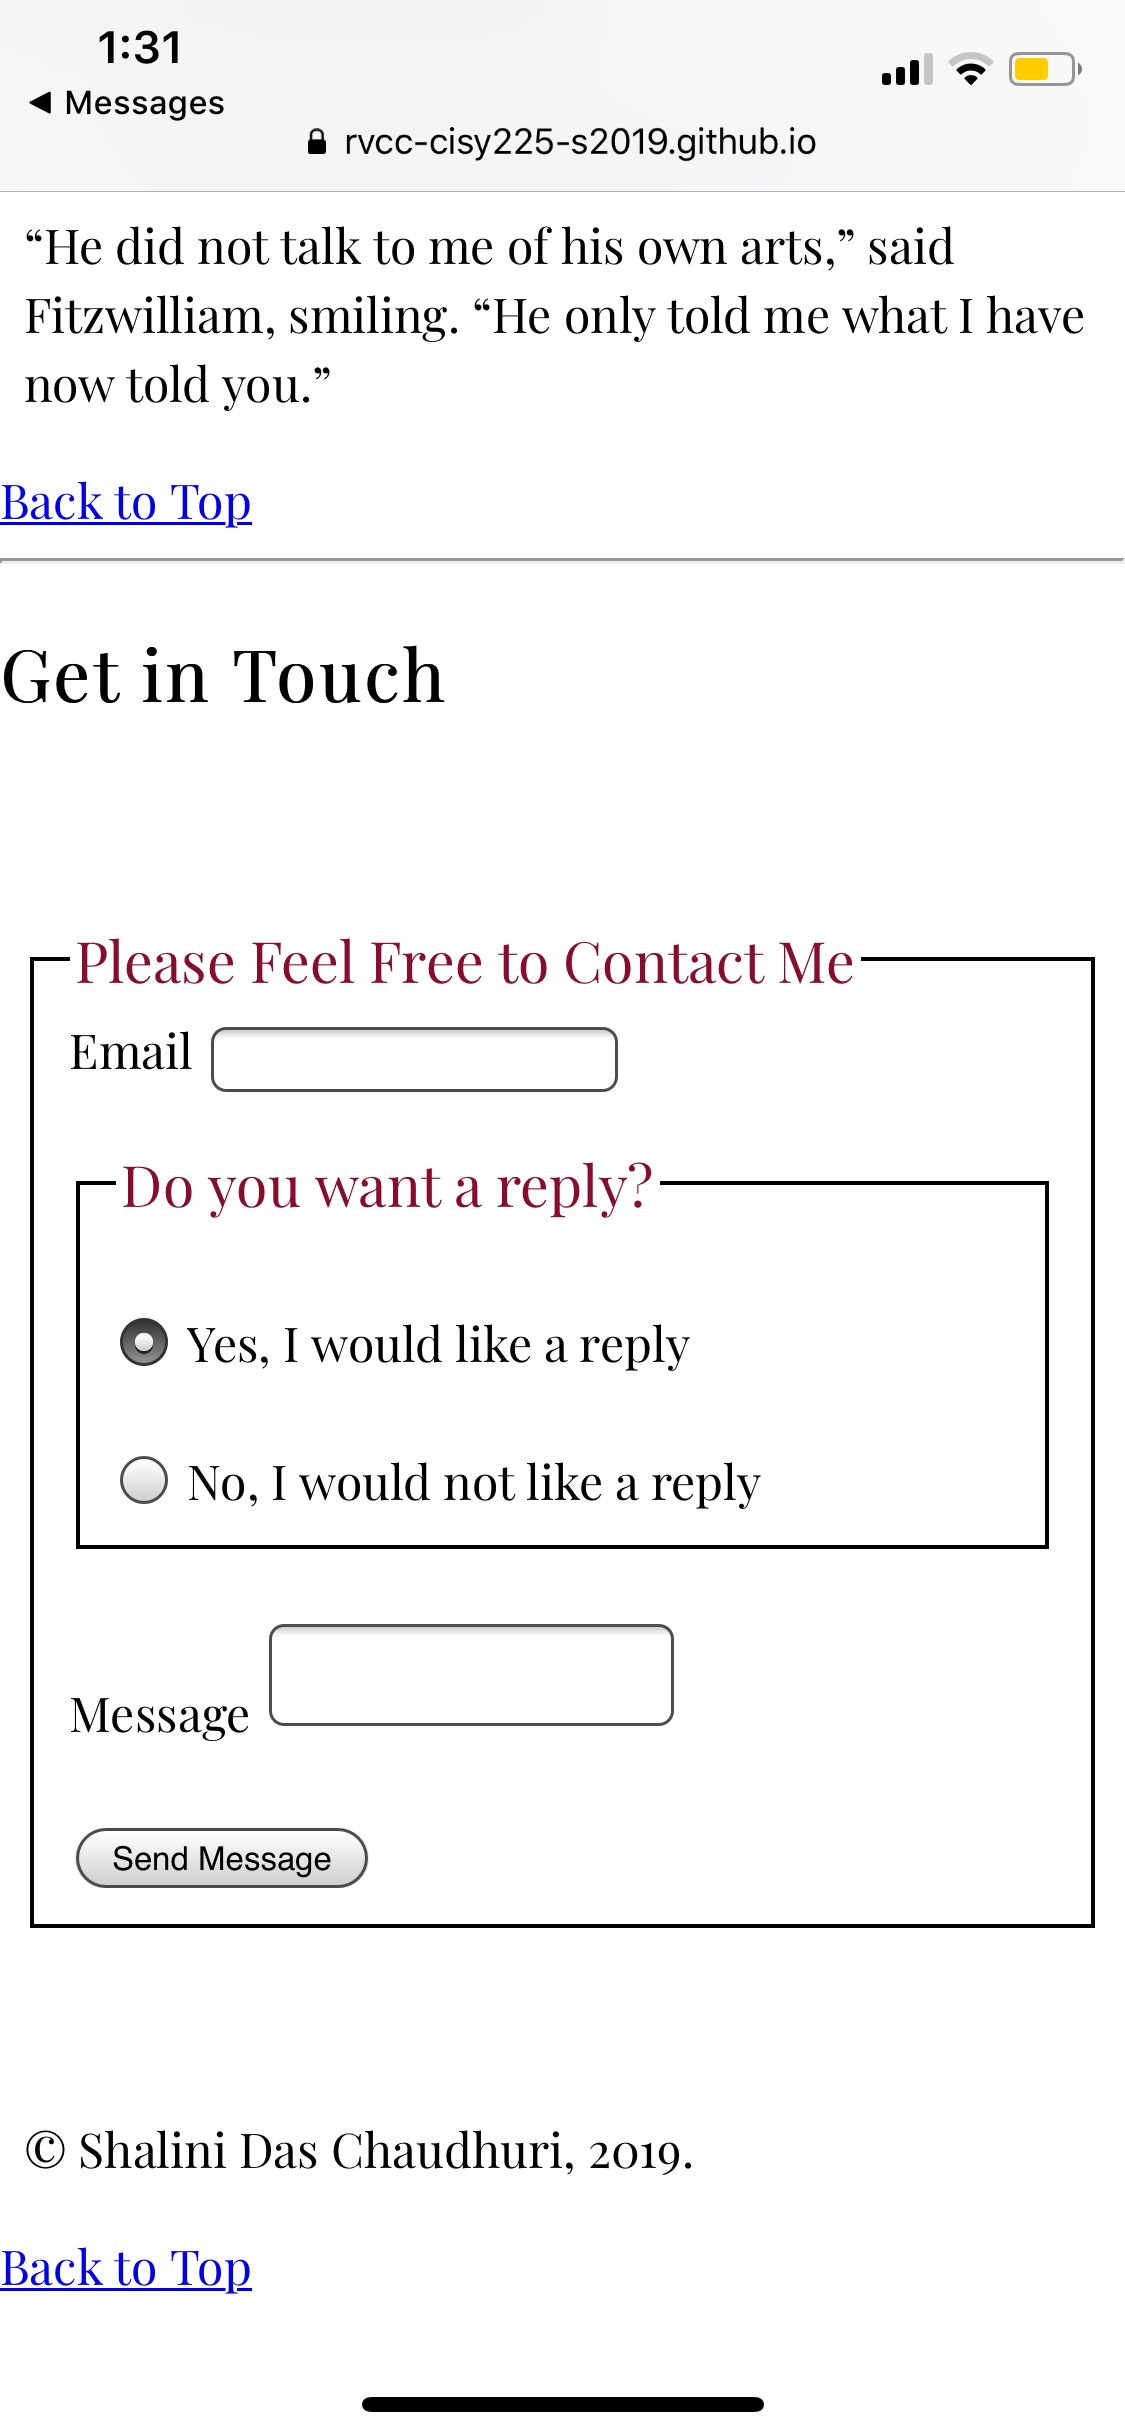 1:31
◀ Messages
rvcc-cisy225-s2019.github.io
“He did not talk to me of his own arts,” said
Fitzwilliam, smiling. “He only told me what I have
now told you.”
Back to Top
Get in Touch
Please Feel Free to Contact Me
Email
Do you want a reply?
Yes, I would like a reply
No, I would not like a reply
Message
Send Message
© Shalini Das Chaudhuri, 2019.
Back to Top